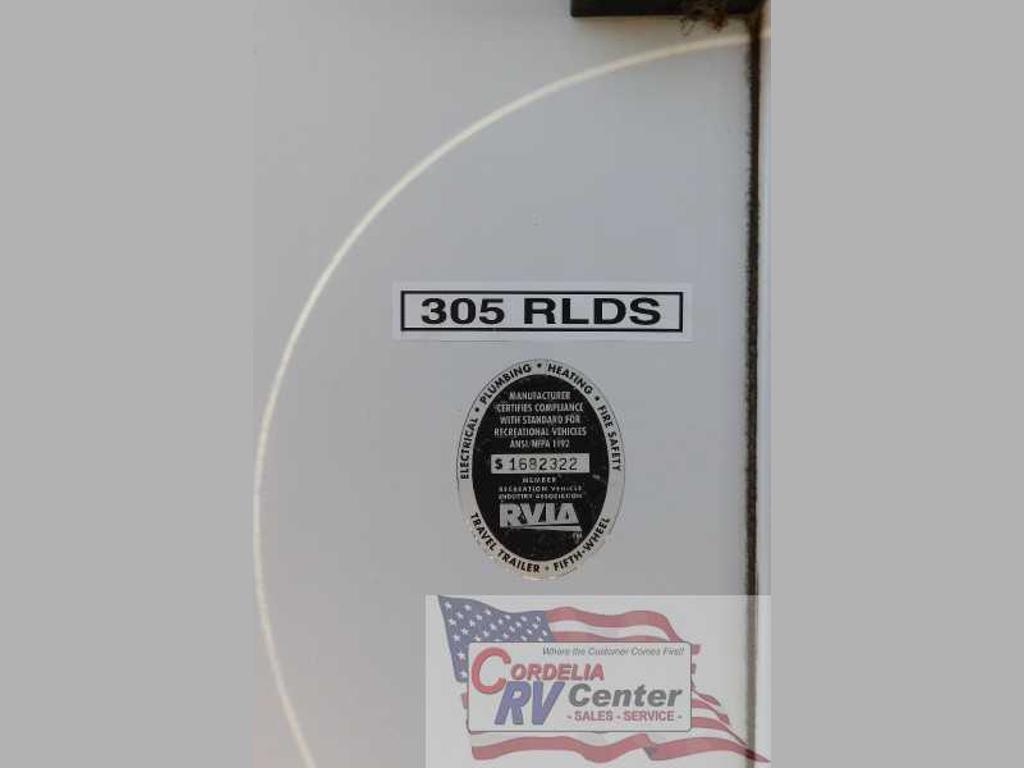 305 RLDS
ELECTRICAL • PLUMBING • HEATING • FIRE SAFETY
MANUFACTURER
CERTIFIES COMPLIANCE
WITH STANDARD FOR
RECREATIONAL VEHICLES
ANSI/NFPA 1192
S 1682322
MEMBER
RECREATION VEHICLE
INDUSTRY ASSOCIATION
RVIA
TM
TRAVEL TRAILER • FIFTH-WHEEL
Where the Customer Comes First!
CORDELIA
RV Center
- SALES - SERVICE -